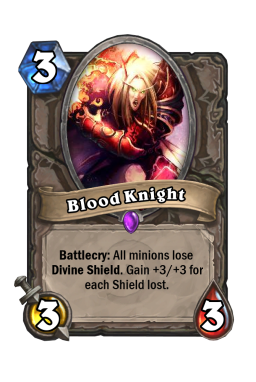 3
Blood Knight
Battlecry: All minions lose
Divine Shield. Gain +3/+3 for
each Shield lost.
3
3